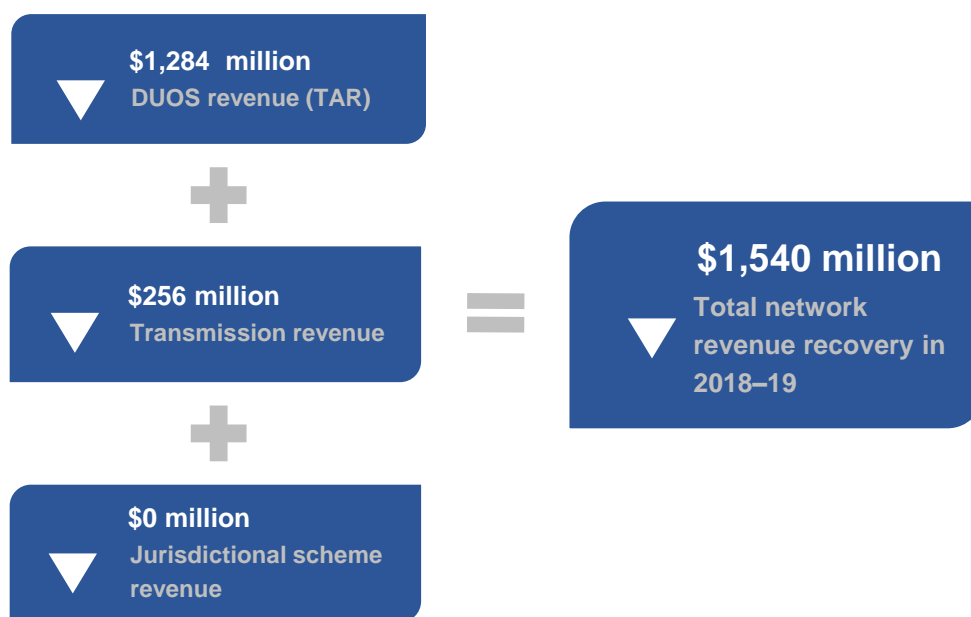 $1,284 million
DUOS revenue (TAR)
$256 million
Transmission revenue
$0 million
Jurisdictional scheme
revenue
$1,540 million
Total network
revenue recovery in
2018–19